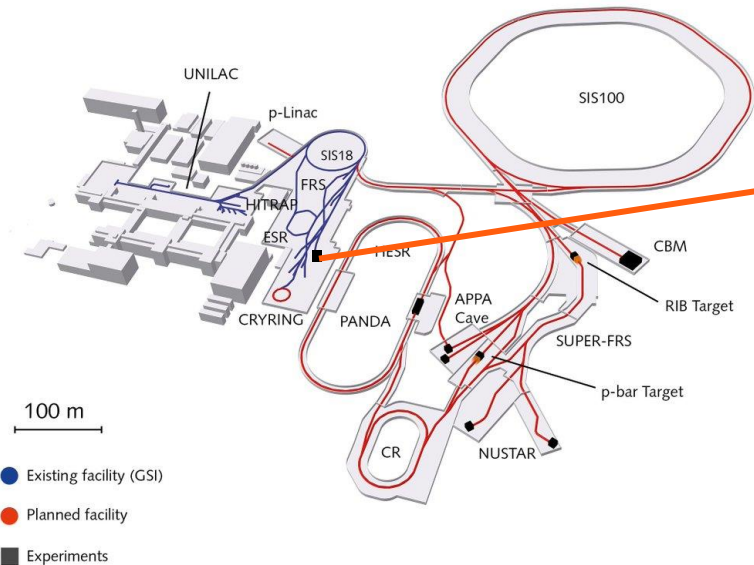 UNILAC
p-Linac
SIS100
SIS18
FRS
HITRAP
ESR
HESR
CBM
RIB Target
CRYRING
PANDA
APPA
Cave
SUPER-FRS
p-bar Target
100 m
CR
NUSTAR
Existing facility (GSI)
Planned facility
Experiments